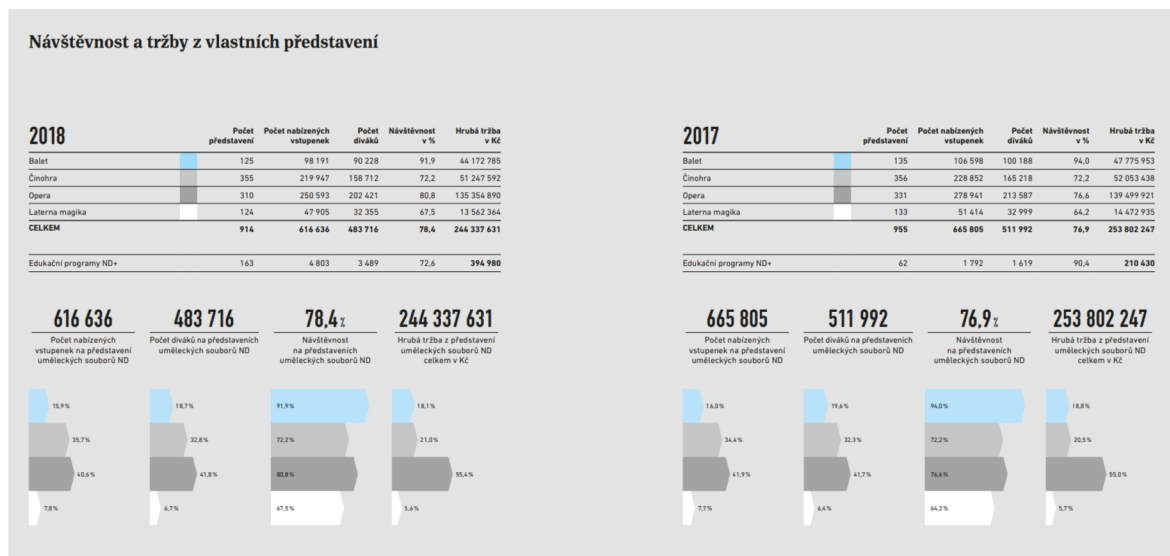 Návštěvnost a tržby z vlastních představení
2018
Počet představení
Počet nabízených vstupenek
Počet diváků
Návštěvnost v %
Hrubá tržba v Kč
Balet 125 98 191 90 228 91,9 44 172 785
Činohra 355 219 947 158 712 72,2 51 247 592
Opera 310 250 593 202 421 80,8 135 354 890
Laterna magika 124 47 905 32 355 67,5 13 562 364
CELKEM 914 616 636 483 716 78,4 244 337 631
Edukační programy ND+ 163 4 803 3 489 72,6 394 980
616 636
Počet nabízených
vstupenek na představení
uměleckých souborů ND
483 716
Počet diváků na představeních
uměleckých souborů ND
78,4 %
Návštěvnost
na představeních
uměleckých souborů ND
244 337 631
Hrubá tržba z představení
uměleckých souborů ND
celkem v Kč
15,9 %
35,7 %
40,6 %
7,8 %
18,7 %
32,8 %
41,8 %
6,7 %
91,9 %
72,2 %
80,8 %
67,5 %
18,1 %
21,0 %
55,4 %
5,6 %
2017
Počet představení
Počet nabízených vstupenek
Počet diváků
Návštěvnost v %
Hrubá tržba v Kč
Balet 135 106 598 100 188 94,0 47 775 953
Činohra 356 228 852 165 218 72,2 52 053 438
Opera 331 278 941 213 587 76,6 139 499 921
Laterna magika 133 51 414 32 999 64,2 14 472 935
CELKEM 955 665 805 511 992 76,9 253 802 247
Edukační programy ND+ 62 1 792 1 619 90,4 210 430
665 805
Počet nabízených
vstupenek na představení
uměleckých souborů ND
511 992
Počet diváků na představeních
uměleckých souborů ND
76,9 %
Návštěvnost
na představeních
uměleckých souborů ND
253 802 247
Hrubá tržba z představení
uměleckých souborů ND
celkem v Kč
16,0 %
34,4 %
41,9 %
7,7 %
19,6 %
32,3 %
41,7 %
6,4 %
94,0 %
72,2 %
76,6 %
64,2 %
18,8 %
20,5 %
55,0 %
5,7 %